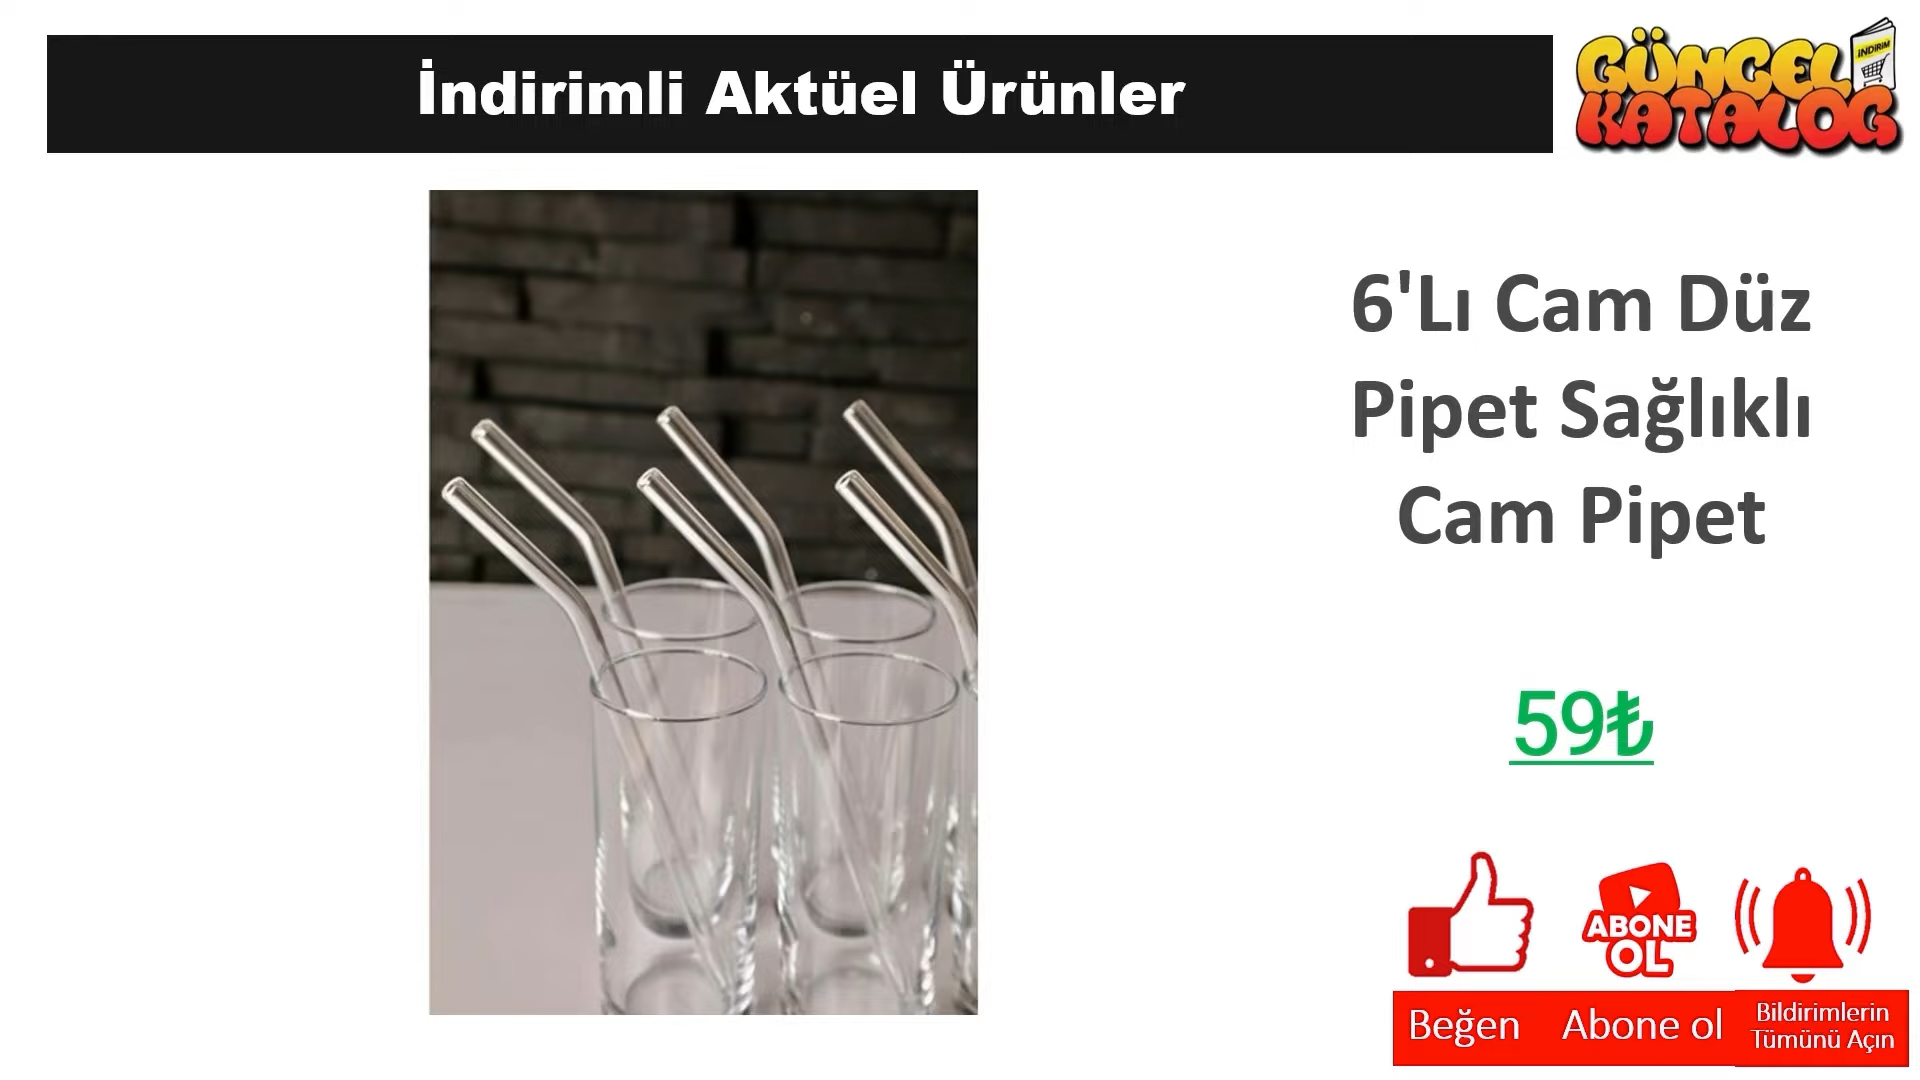 İndirimli Aktüel Ürünler
GÜNCEL
KATALOG
İNDİRİM
6'Lı Cam Düz
Pipet Sağlıklı
Cam Pipet
59₺
ABONE
OL
Beğen
Abone ol
Bildirimlerin
Tümünü Açın